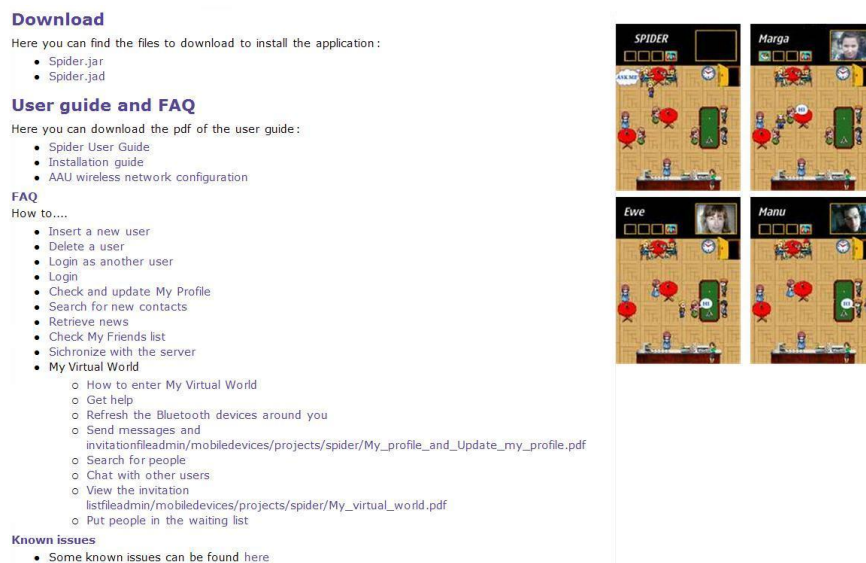 Download
Here you can find the files to download to install the application:
Spider.jar
Spider.jad
User guide and FAQ
Here you can download the pdf of the user guide:
Spider User Guide
Installation guide
AAU wireless network configuration
FAQ
How to....
Insert a new user
Delete a user
Login as another user
Login
Check and update My Profile
Search for new contacts
Retrieve news
Check My Friends list
Sichronize with the server
My Virtual World
How to enter My Virtual World
Get help
Refresh the Bluetooth devices around you
Send messages and
invitationfileadmin/mobiledevices/projects/spider/My_profile_and_Update_my_profile.pdf
Search for people
Chat with other users
View the invitation
listfileadmin/mobiledevices/projects/spider/My_virtual_world.pdf
Put people in the waiting list
Known issues
Some known issues can be found here
SPIDER
ASK ME
Marga
HI
Ewe
HI
Manu
HI